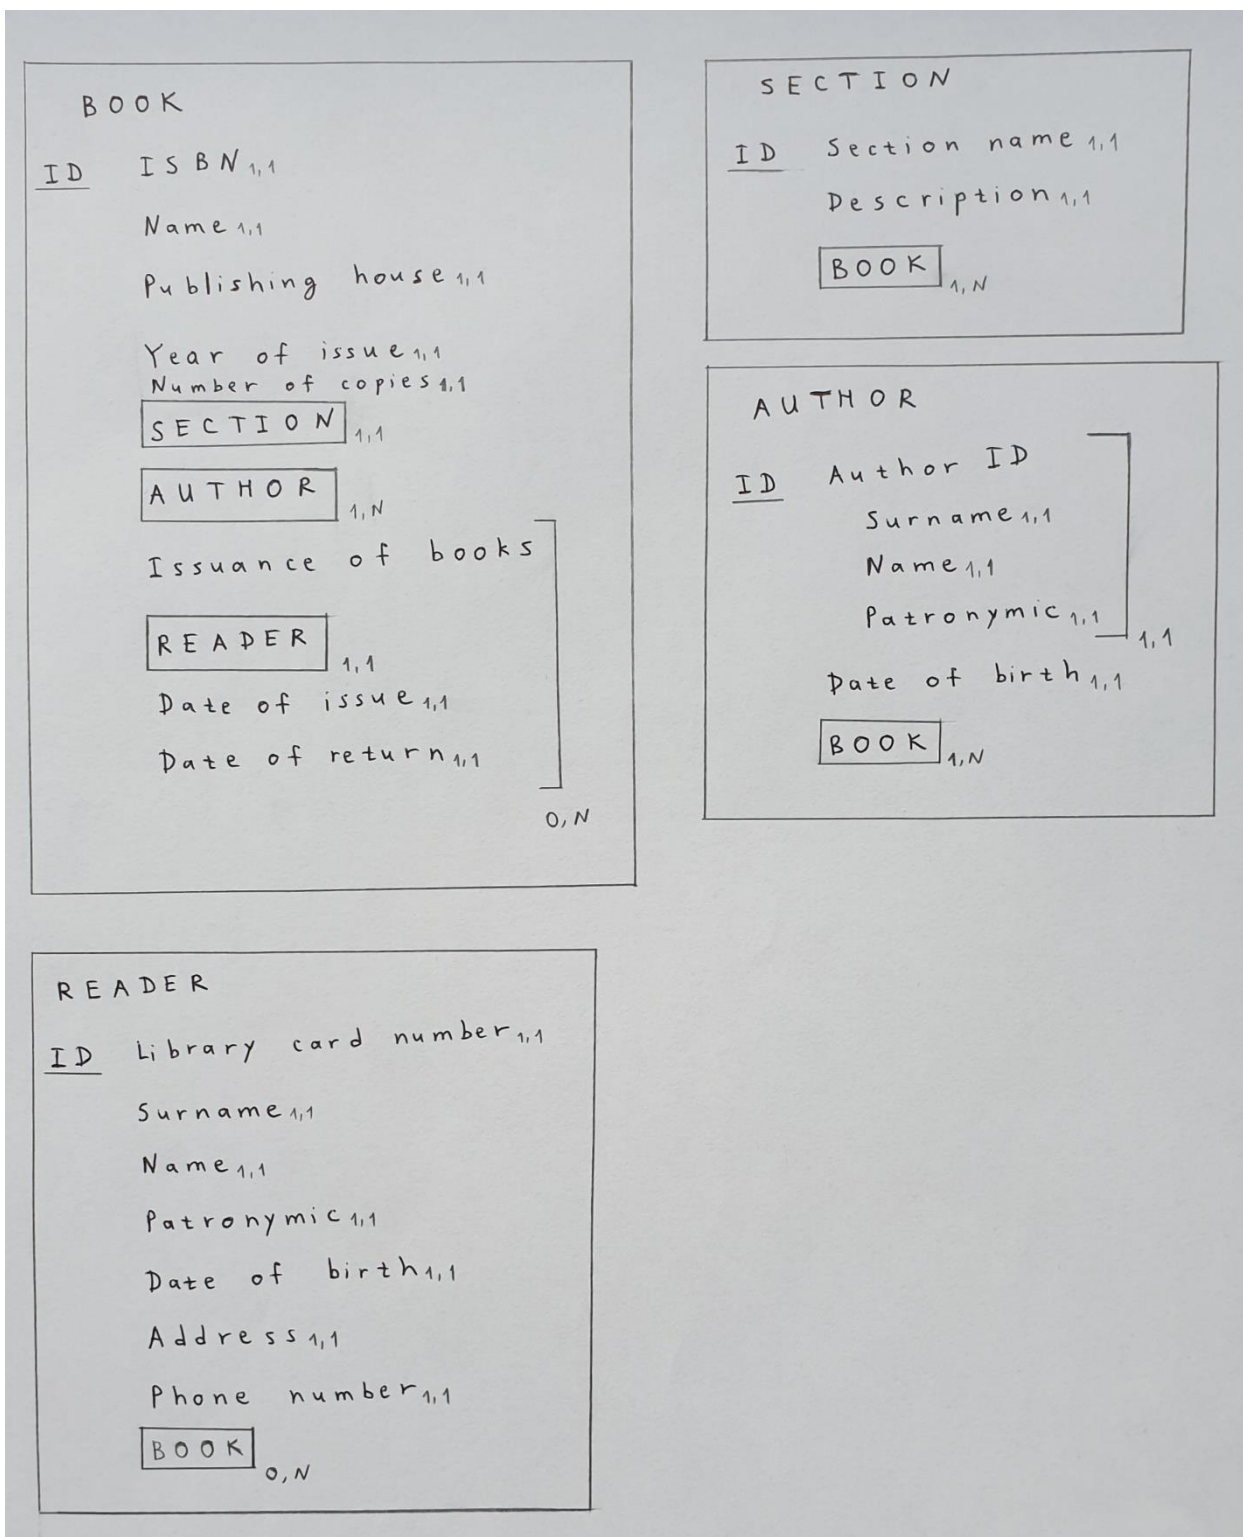 BOOK
ID ISBN 1,1
Name 1,1
Publishing house 1,1
Year of issue 1,1
Number of copies 1,1
SECTION 1,1
AUTHOR 1,N
Issuance of books
READER 1,1
Date of issue 1,1
Date of return 1,1
0,N
SECTION
ID Section name 1,1
Description 1,1
BOOK 1,N
AUTHOR
ID Author ID
Surname 1,1
Name 1,1
Patronymic 1,1
1,1
Date of birth 1,1
BOOK 1,N
READER
ID Library card number 1,1
Surname 1,1
Name 1,1
Patronymic 1,1
Date of birth 1,1
Address 1,1
Phone number 1,1
BOOK 0,N